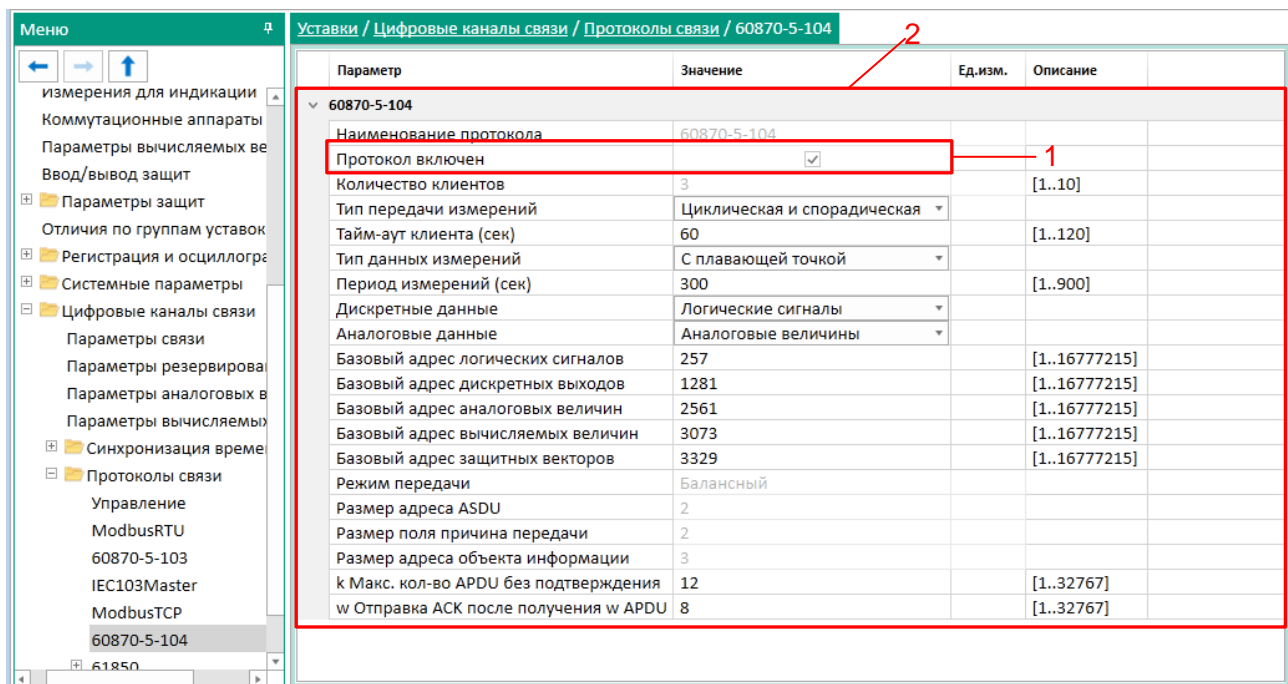 Меню
Уставки / Цифровые каналы связи / Протоколы связи / 60870-5-104
2
измерения для индикации
Коммутационные аппараты
Параметры вычисляемых ве
Ввод/вывод защит
Параметры защит
Отличия по группам уставок
Регистрация и осциллогра
Системные параметры
Цифровые каналы связи
Параметры связи
Параметры резервирова
Параметры аналоговых в
Параметры вычисляемых
Синхронизация време
Протоколы связи
Управление
ModbusRTU
60870-5-103
IEC103Master
ModbusTCP
60870-5-104
61850
Параметр Значение Ед.изм. Описание
60870-5-104
Наименование протокола 60870-5-104
Протокол включен 1
Количество клиентов 3 [1..10]
Тип передачи измерений Циклическая и спорадическая
Тайм-аут клиента (сек) 60 [1..120]
Тип данных измерений С плавающей точкой
Период измерений (сек) 300 [1..900]
Дискретные данные Логические сигналы
Аналоговые данные Аналоговые величины
Базовый адрес логических сигналов 257 [1..16777215]
Базовый адрес дискретных выходов 1281 [1..16777215]
Базовый адрес аналоговых величин 2561 [1..16777215]
Базовый адрес вычисляемых величин 3073 [1..16777215]
Базовый адрес защитных векторов 3329 [1..16777215]
Режим передачи Балансный
Размер адреса ASDU 2
Размер поля причина передачи 2
Размер адреса объекта информации 3
k Макс. кол-во APDU без подтверждения 12 [1..32767]
w Отправка ACK после получения w APDU 8 [1..32767]